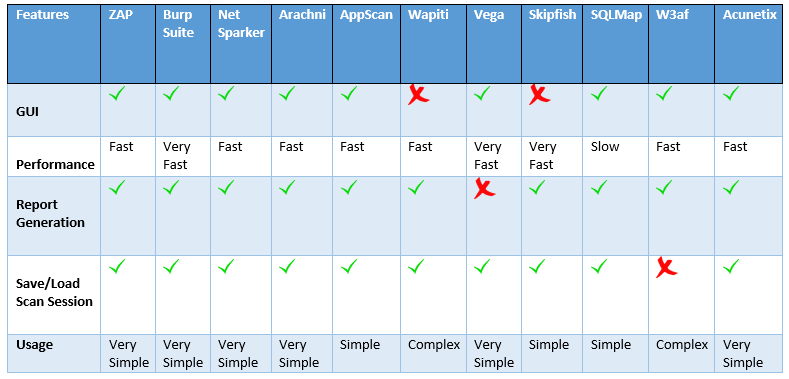 Features ZAP Burp Suite Net Sparker Arachni AppScan Wapiti Vega Skipfish SQLMap W3af Acunetix
GUI
Performance Fast Very Fast Fast Fast Fast Fast Very Fast Very Fast Slow Fast Fast
Report Generation
Save/Load Scan Session
Usage Very Simple Very Simple Very Simple Very Simple Simple Complex Very Simple Simple Simple Complex Very Simple